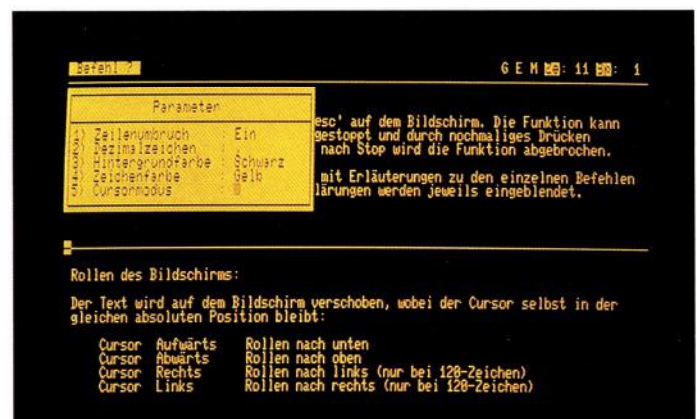 Befehl ?
G E M Ze: 11 Sp: 1
Parameter
1) Zeilenumbruch : Ein
2) Dezimalzeichen : .
3) Hintergrundfarbe : Schwarz
4) Zeichenfarbe : Gelb
5) Cursormodus :
esc' auf dem Bildschirm. Die Funktion kann
gestoppt und durch nochmaliges Drücken
nach Stop wird die Funktion abgebrochen.
mit Erläuterungen zu den einzelnen Befehlen
lärungen werden jeweils eingeblendet.
Rollen des Bildschirms:
Der Text wird auf dem Bildschirm verschoben, wobei der Cursor selbst in der
gleichen absoluten Position bleibt:
Cursor Aufwärts Rollen nach unten
Cursor Abwärts Rollen nach oben
Cursor Rechts Rollen nach links (nur bei 120-Zeichen)
Cursor Links Rollen nach rechts (nur bei 120-Zeichen)